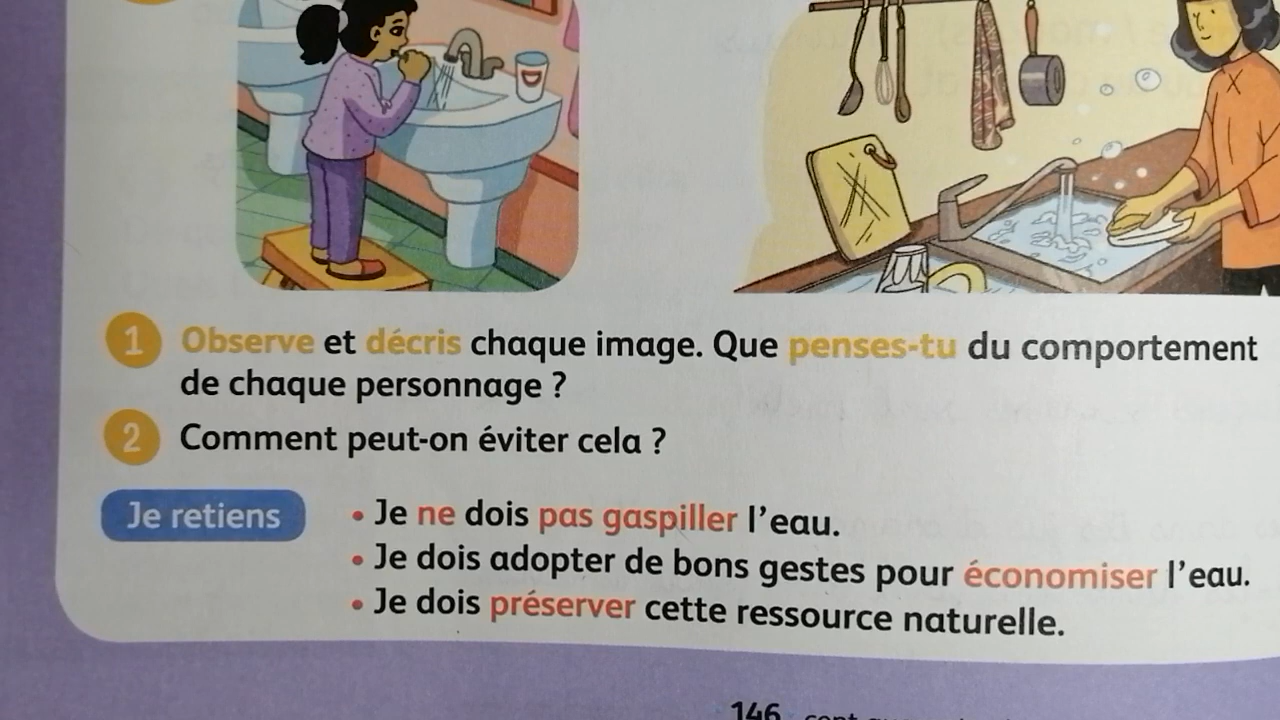 1 Observe et décris chaque image. Que penses-tu du comportement
de chaque personnage ?
2 Comment peut-on éviter cela ?
Je retiens
• Je ne dois pas gaspiller l'eau.
• Je dois adopter de bons gestes pour économiser l'eau.
• Je dois préserver cette ressource naturelle.
146 cent